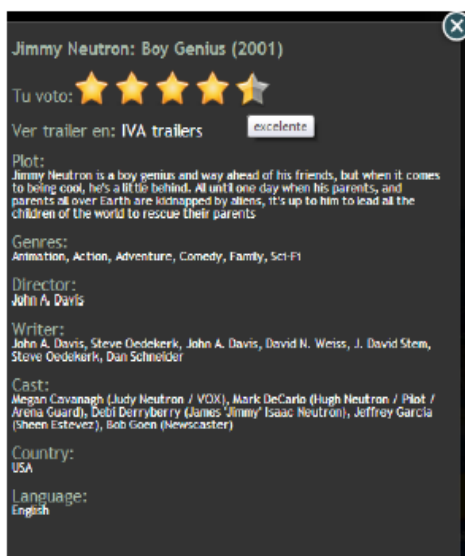 Jimmy Neutron: Boy Genius (2001)
Tu voto:
excelente
Ver trailer en: IVA trailers
Plot:
Jimmy Neutron is a boy genius and way ahead of his friends, but when it comes
to being cool, he's a little behind. All until one day when his parents, and
parents all over Earth are kidnapped by aliens, it's up to him to lead all the
children of the world to rescue their parents
Genres:
Animation, Action, Adventure, Comedy, Family, Sci-Fi
Director:
John A. Davis
Writer:
John A. Davis, Steve Oedekerk, John A. Davis, David N. Weiss, J. David Stem,
Steve Oedekerk, Dan Schneider
Cast:
Megan Cavanagh (Judy Neutron / VOX), Mark DeCarlo (Hugh Neutron / Pilot /
Arena Guard), Debi Derryberry (James 'Jimmy' Isaac Neutron), Jeffrey Garcia
(Sheen Estevez), Bob Goen (Newscaster)
Country:
USA
Language:
English